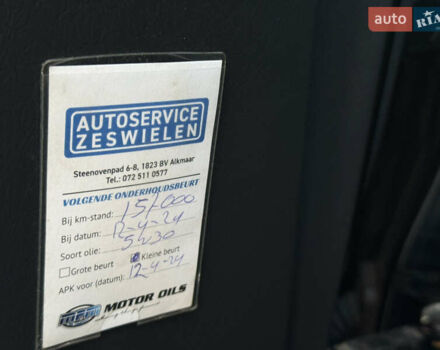 auto RIA
AUTOSERVICE
ZESWIELEN
Steenovenpad 6-8, 1823 BV Alkmaar
Tel.: 072 511 0577
VOLGENDE ONDERHOUDSBEURT
Bij km-stand: 151000
Bij datum: 12-4-24
Soort olie: 5w30
Grote beurt Kleine beurt
APK voor (datum): 12-4-24
MOTOR OILS